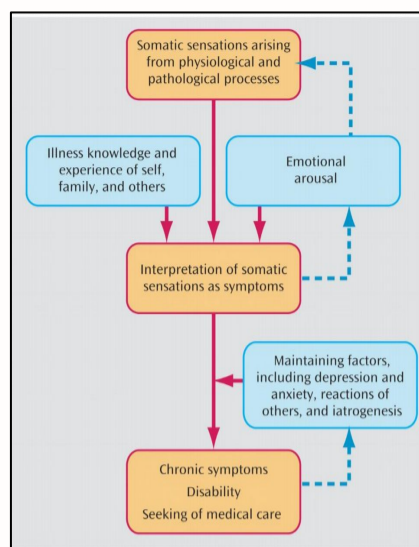 Somatic sensations arising
from physiological and
pathological processes
Illness knowledge and
experience of self,
family, and others
Emotional
arousal
Interpretation of somatic
sensations as symptoms
Maintaining factors,
including depression and
anxiety, reactions of
others, and iatrogenesis
Chronic symptoms
Disability
Seeking of medical care